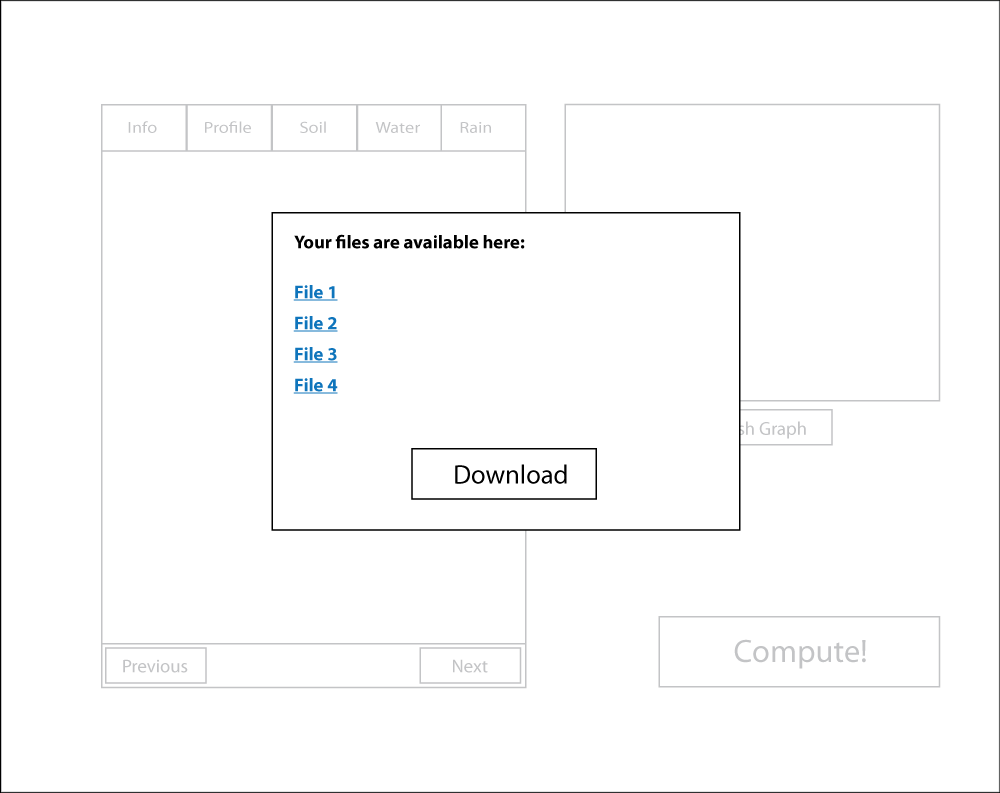 Info Profile Soil Water Rain
Your files are available here:
File 1
File 2
File 3
File 4
sh Graph
Download
Compute!
Previous Next